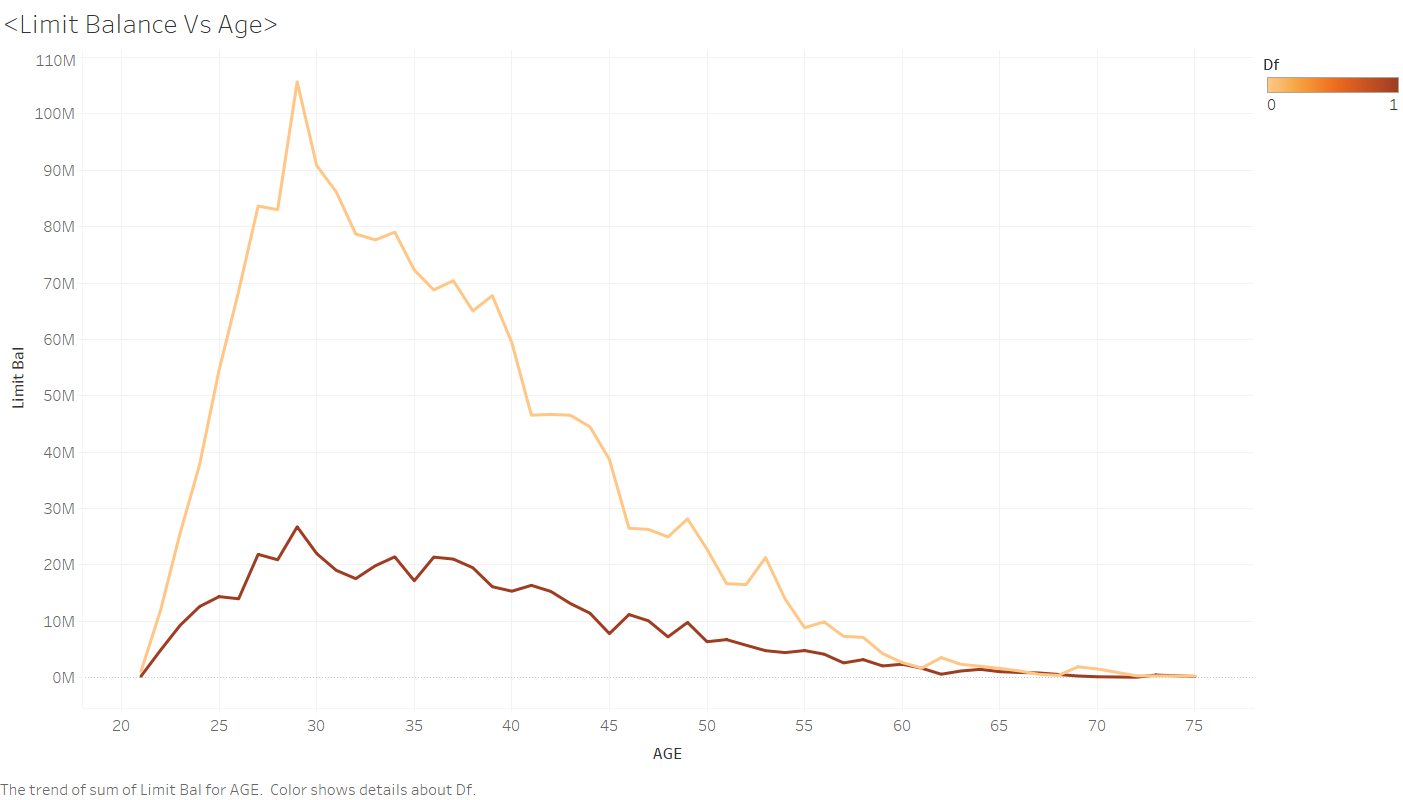 <Limit Balance Vs Age>
110M
100M
90M
80M
70M
60M
50M
40M
30M
20M
10M
0M
Limit Bal
20 25 30 35 40 45 50 55 60 65 70 75
AGE
Df
0 1
The trend of sum of Limit Bal for AGE. Color shows details about Df.